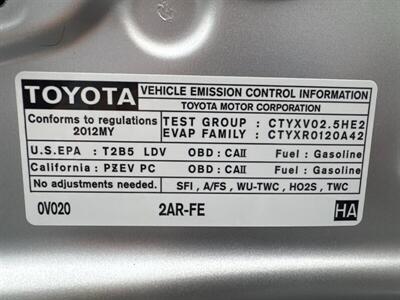 TOYOTA
VEHICLE EMISSION CONTROL INFORMATION
TOYOTA MOTOR CORPORATION
Conforms to regulations
2012MY
TEST GROUP : CTYXV02.5HE2
EVAP FAMILY : CTYXR0120A42
U.S.EPA : T2B5 LDV OBD : CAII Fuel : Gasoline
California : PZEV PC OBD : CAII Fuel : Gasoline
No adjustments needed. SFI , A/FS , WU-TWC , HO2S , TWC
0V020 2AR-FE HA